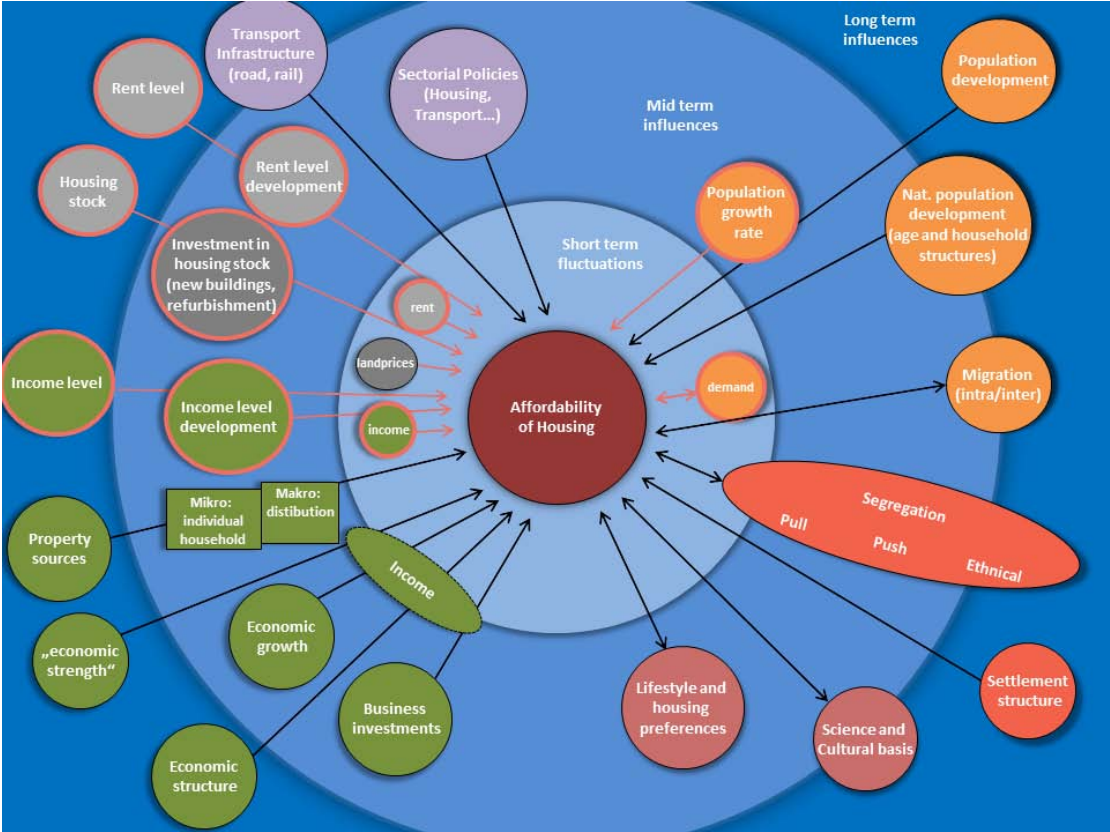 Long term
influences
Transport
Infrastructure
(road, rail)
Population
development
Sectorial Policies
(Housing,
Transport...)
Rent level
Mid term
influences
Rent level
development
Housing
stock
Population
growth
rate
Nat. population
development
(age and household
structures)
Investment in
housing stock
(new buildings,
refurbishment)
Short term
fluctuations
rent
landprices
Income level
Income level
development
income
Affordability
of Housing
demand
Migration
(intra/inter)
Mikro:
individual
household
Makro:
distibution
Property
sources
Income
Segregation
Pull
Push
Ethnical
Economic
growth
„economic
strength“
Business
investments
Lifestyle and
housing
preferences
Settlement
structure
Science and
Cultural basis
Economic
structure